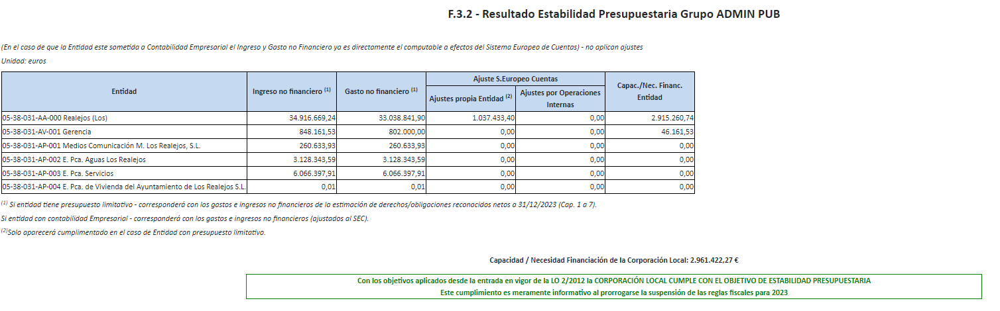 F.3.2 - Resultado Estabilidad Presupuestaria Grupo ADMIN PUB
(En el caso de que la Entidad este sometida a Contabilidad Empresarial el Ingreso y Gasto no Financiero ya es directamente el computable a efectos del Sistema Europeo de Cuentas) - no aplican ajustes
Unidad: euros
Entidad Ingreso no financiero (1) Gasto no financiero (1) Ajuste S.Europeo Cuentas Capac./Nec. Financ. Entidad
Ajustes propia Entidad (2) Ajustes por Operaciones Internas
05-38-031-AA-000 Realejos (Los) 34.916.669,24 33.038.841,90 1.037.433,40 0,00 2.915.260,74
05-38-031-AV-001 Gerencia 848.161,53 802.000,00 0,00 0,00 46.161,53
05-38-031-AP-001 Medios Comunicación M. Los Realejos, S.L. 260.633,93 260.633,93 0,00 0,00 0,00
05-38-031-AP-002 E. Pca. Aguas Los Realejos 3.128.343,59 3.128.343,59 0,00 0,00 0,00
05-38-031-AP-003 E. Pca. Servicios 6.066.397,91 6.066.397,91 0,00 0,00 0,00
05-38-031-AP-004 E. Pca. de Vivienda del Ayuntamiento de Los Realejos S.L. 0,01 0,01 0,00 0,00 0,00
(1) Si entidad tiene presupuesto limitativo - corresponderá con los gastos e ingresos no financieros de la estimación de derechos/obligaciones reconocidos netos a 31/12/2023 (Cap. 1 a 7).
Si entidad con contabilidad Empresarial - corresponderá con los gastos e ingresos no financieros (ajustados al SEC).
(2)Solo aparecerá cumplimentado en el caso de Entidad con presupuesto limitativo.
Capacidad / Necesidad Financiación de la Corporación Local: 2.961.422,27 €
Con los objetivos aplicados desde la entrada en vigor de la LO 2/2012 la CORPORACIÓN LOCAL CUMPLE CON EL OBJETIVO DE ESTABILIDAD PRESUPUESTARIA
Este cumplimiento es meramente informativo al prorrogarse la suspensión de las reglas fiscales para 2023